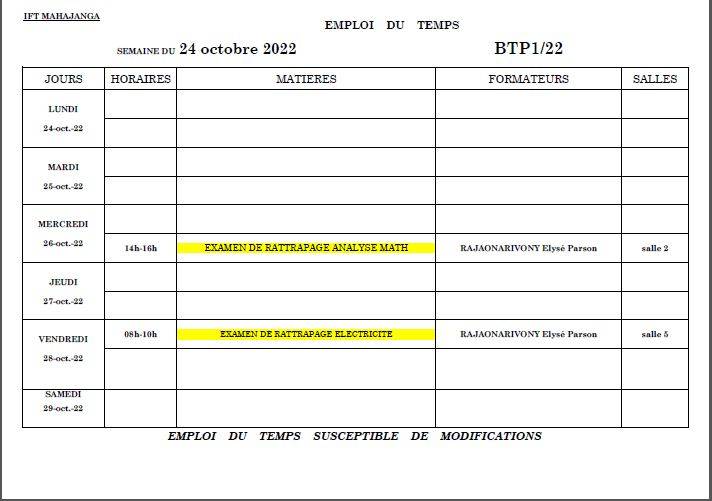 IFT MAHAJANGA
EMPLOI DU TEMPS
SEMAINE DU 24 octobre 2022 BTP1/22
JOURS HORAIRES MATIERES FORMATEURS SALLES
LUNDI
24-oct.-22
MARDI
25-oct.-22
MERCREDI
26-oct.-22
14h-16h EXAMEN DE RATTRAPAGE ANALYSE MATH RAJAONARIVONY Elysé Parson salle 2
JEUDI
27-oct.-22
VENDREDI
28-oct.-22
08h-10h EXAMEN DE RATTRAPAGE ELECTRICITE RAJAONARIVONY Elysé Parson salle 5
SAMEDI
29-oct.-22
EMPLOI DU TEMPS SUSCEPTIBLE DE MODIFICATIONS